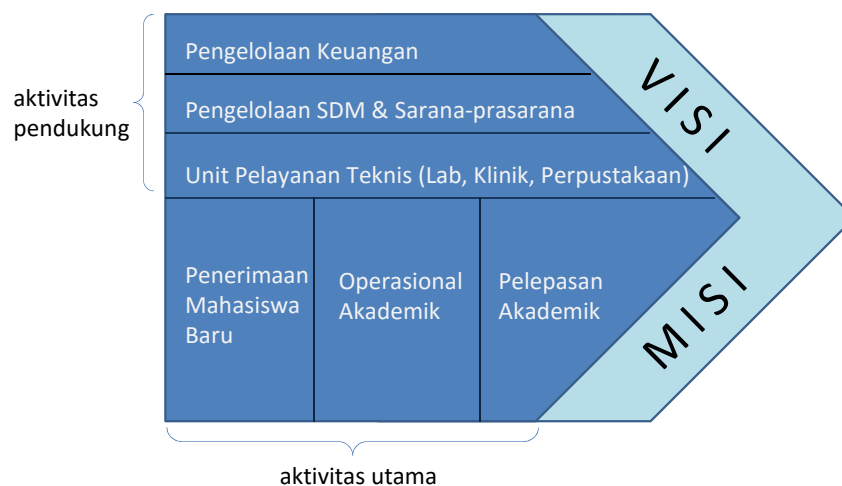 aktivitas
pendukung
Pengelolaan Keuangan
Pengelolaan SDM & Sarana-prasarana
Unit Pelayanan Teknis (Lab, Klinik, Perpustakaan)
Penerimaan
Mahasiswa
Baru
Operasional
Akademik
Pelepasan
Akademik
VISI
MISI
aktivitas utama